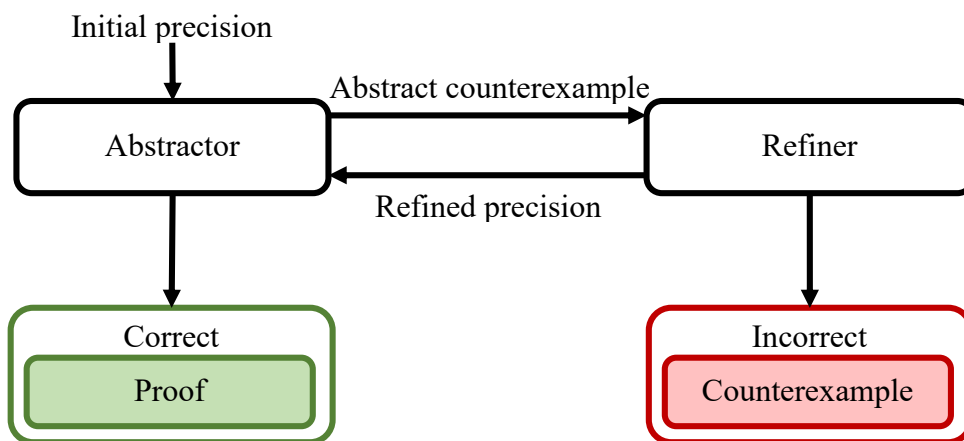 Initial precision
Abstract counterexample
Abstractor
Refiner
Refined precision
Correct
Proof
Incorrect
Counterexample